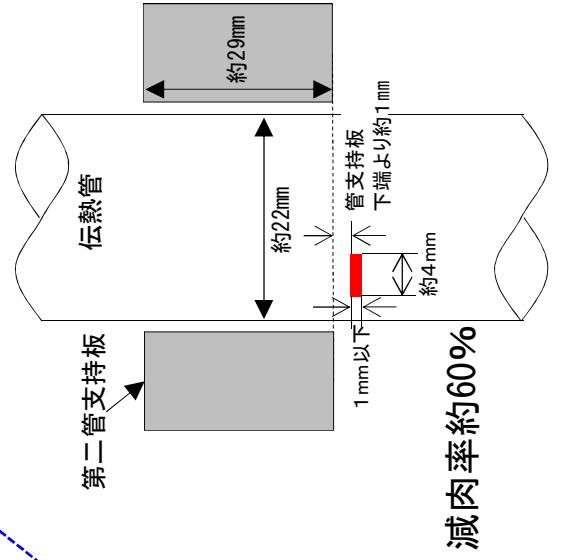 伝熱管
約29mm
第二管支持板
約22mm
管支持板
下端より約1mm
1mm以下
約4mm
減肉率約60%